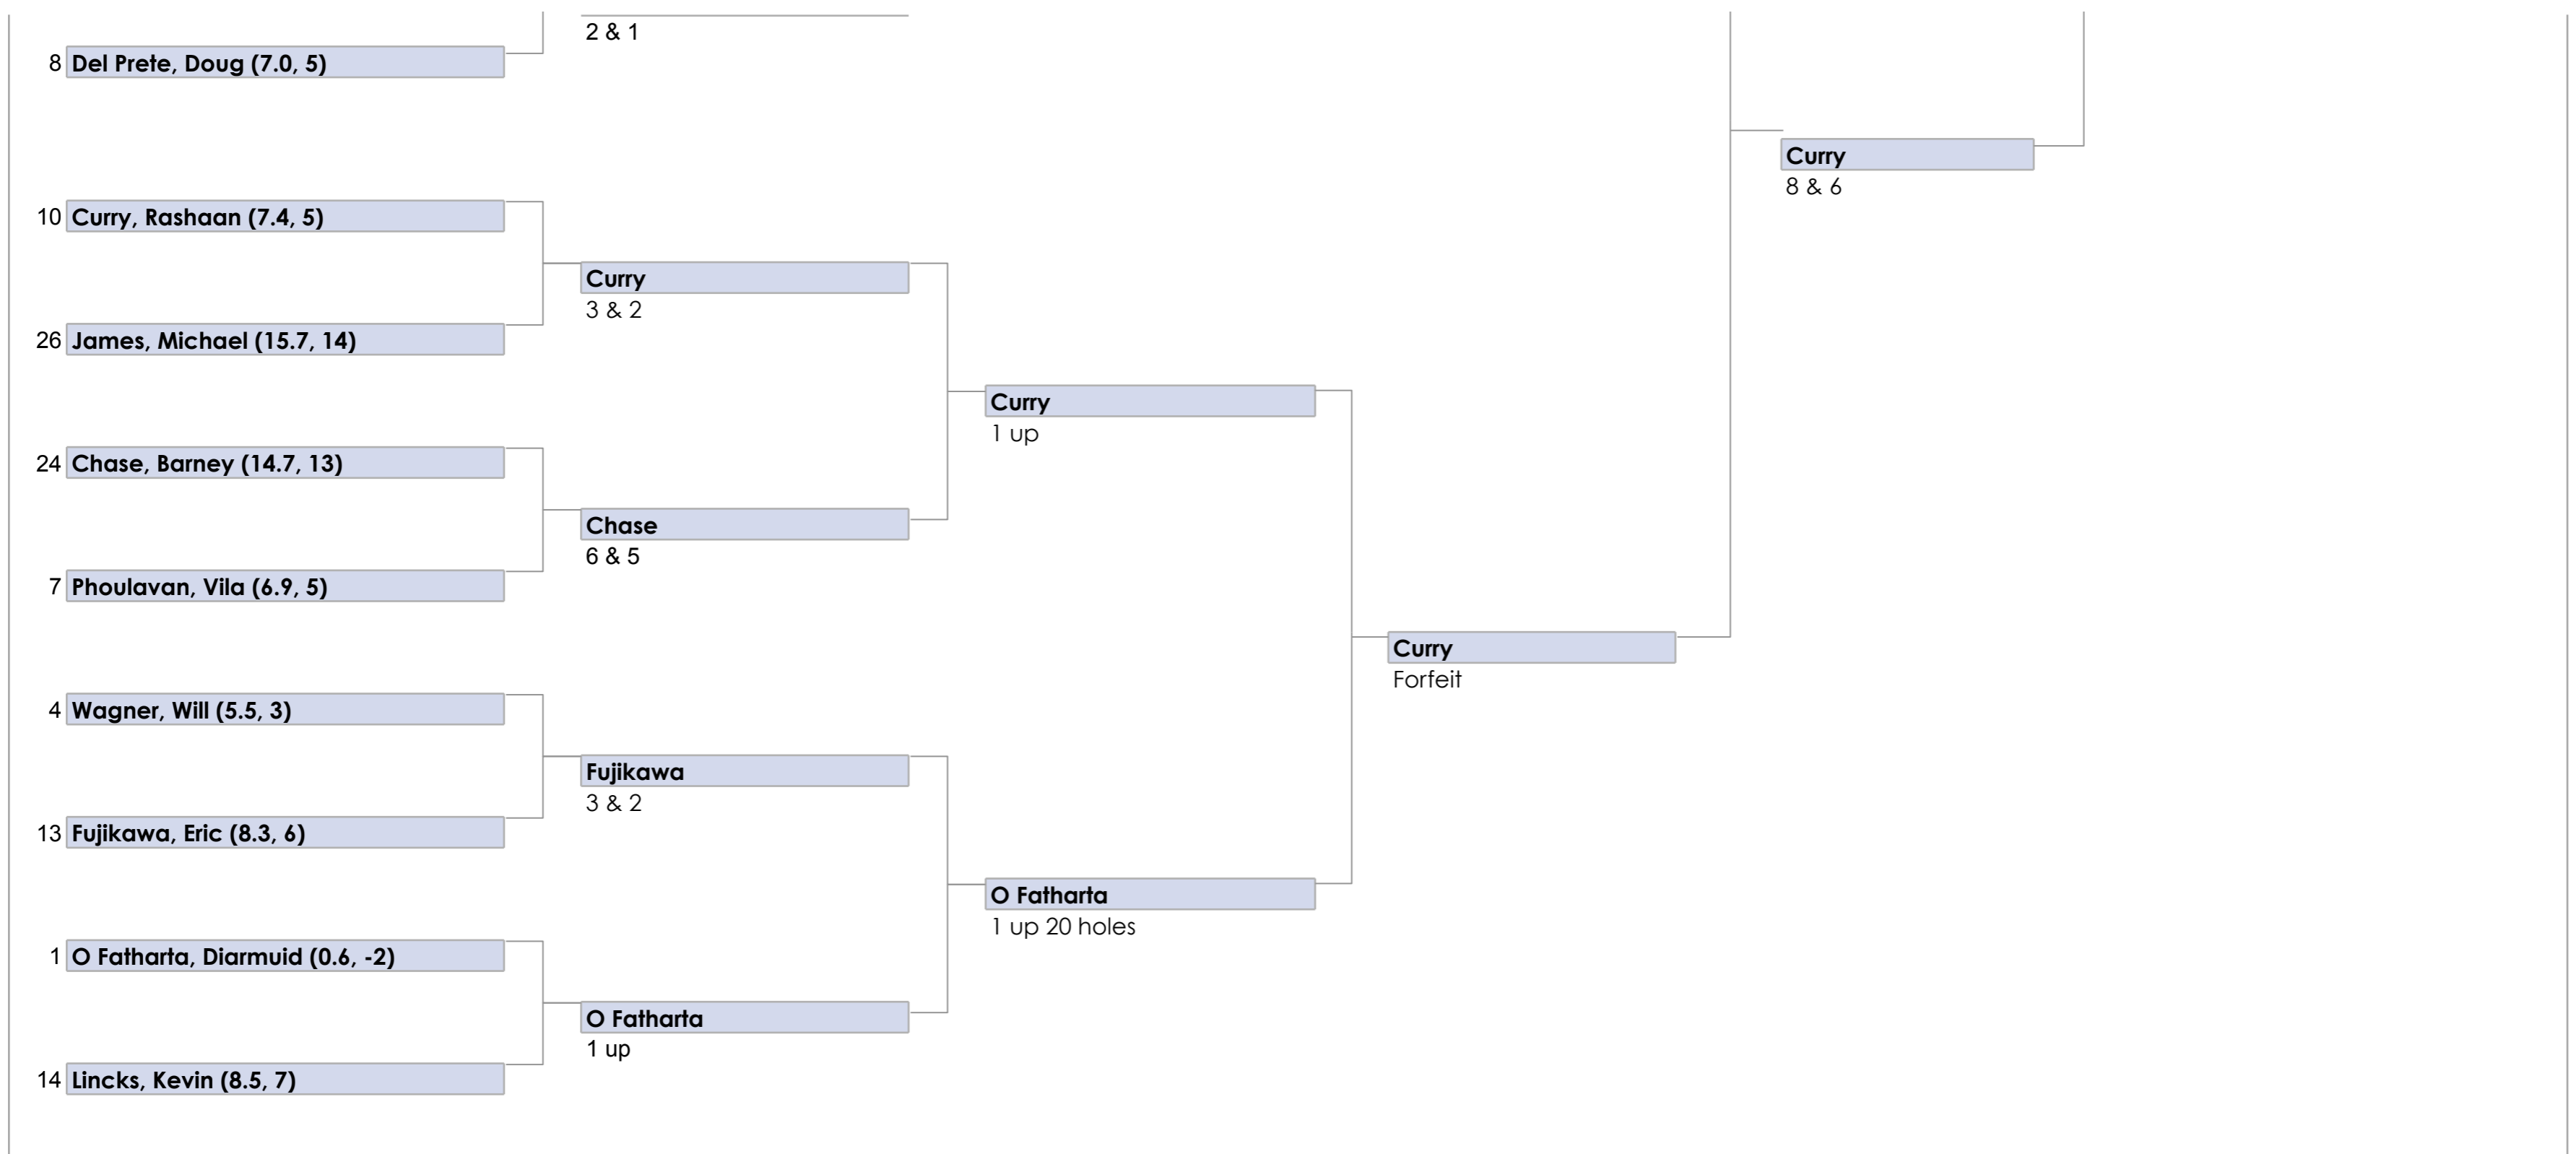 2 & 1
8 Del Prete, Doug (7.0, 5)
Curry
8 & 6
10 Curry, Rashaan (7.4, 5)
Curry
3 & 2
26 James, Michael (15.7, 14)
Curry
1 up
24 Chase, Barney (14.7, 13)
Chase
6 & 5
7 Phoulavan, Vila (6.9, 5)
Curry
Forfeit
4 Wagner, Will (5.5, 3)
Fujikawa
3 & 2
13 Fujikawa, Eric (8.3, 6)
O Fatharta
1 up 20 holes
1 O Fatharta, Diarmuid (0.6, -2)
O Fatharta
1 up
14 Lincks, Kevin (8.5, 7)